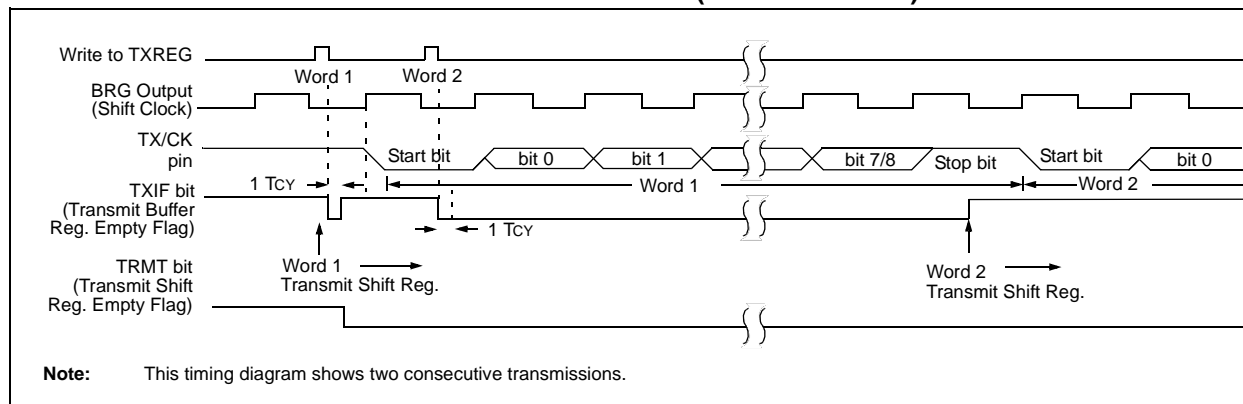 Write to TXREG
Word 1
Word 2
BRG Output
(Shift Clock)
TX/CK
pin
Start bit
bit 0
bit 1
bit 7/8
Stop bit
Start bit
bit 0
1 TCY
Word 1
Word 2
TXIF bit
(Transmit Buffer
Reg. Empty Flag)
1 TCY
TRMT bit
(Transmit Shift
Reg. Empty Flag)
Word 1
Transmit Shift Reg.
Word 2
Transmit Shift Reg.
Note: This timing diagram shows two consecutive transmissions.